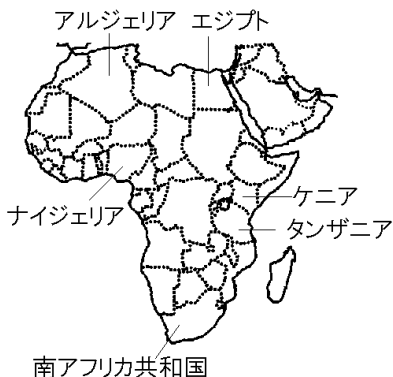 アルジェリア エジプト
ナイジェリア
ケニア
タンザニア
南アフリカ共和国